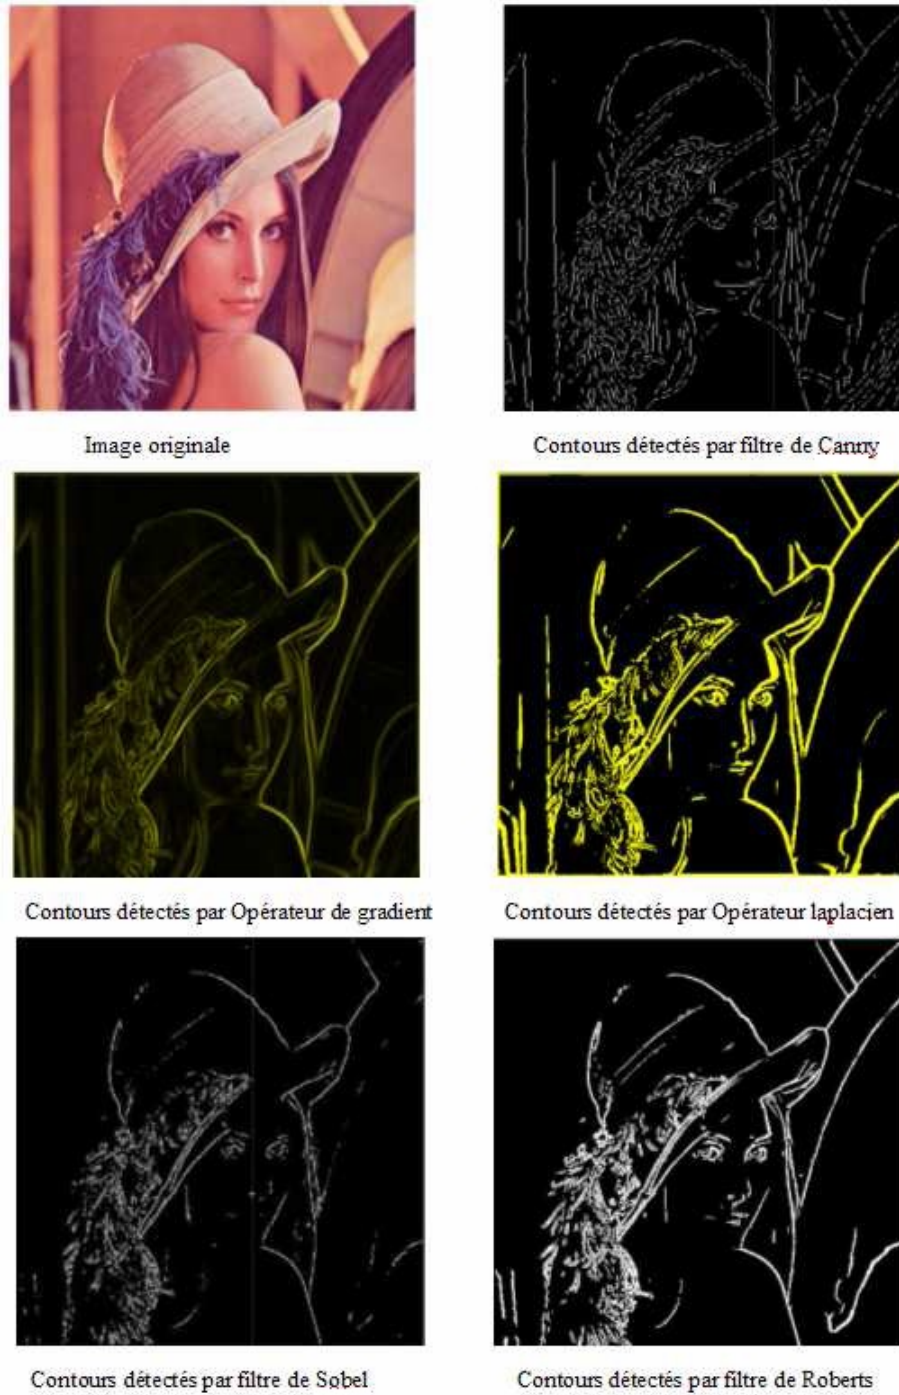 Image originale
Contours détectés par filtre de Canny
Contours détectés par Opérateur de gradient
Contours détectés par Opérateur laplacien
Contours détectés par filtre de Sobel
Contours détectés par filtre de Roberts